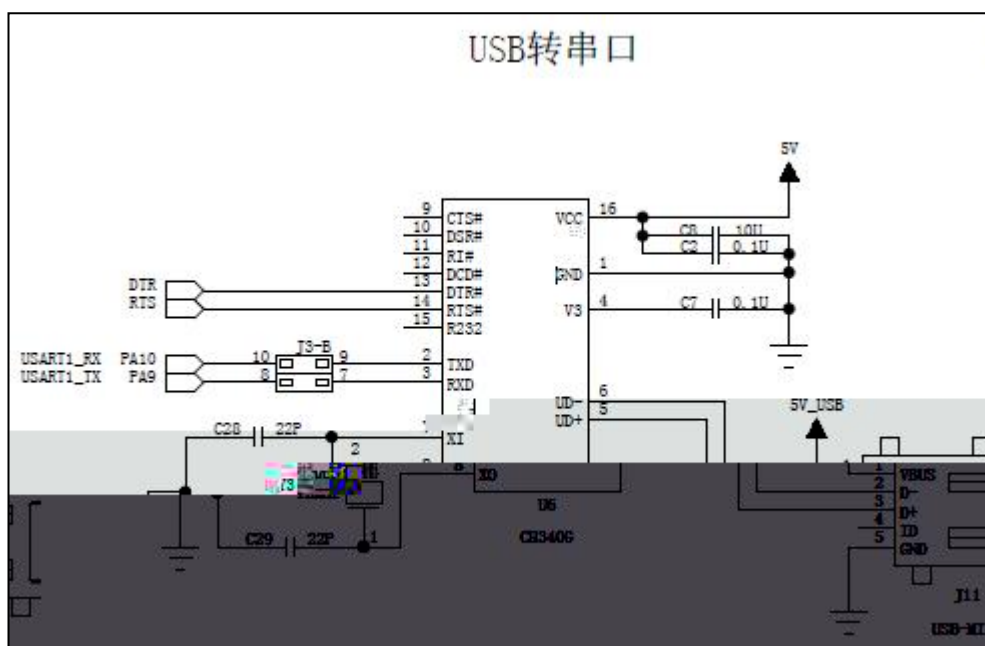 USB转串口
5V
9 CTS#
10 DSR#
11 RI#
12 DCD#
13 DTR#
14 RTS#
15 R232
2 TXD
3 RXD
XI
XO
VCC 16
GND 1
V3 4
UD- 6
UD+ 5
C8 10U
C2 0.1U
C7 0.1U
DTR
RTS
J3-B
USART1_RX PA10 10 9
USART1_TX PA9 8 7
5V_USB
C28 22P
2
C29 22P 1
U6
CH340G
1 VBUS
2 D-
3 D+
4 ID
5 GND
J11